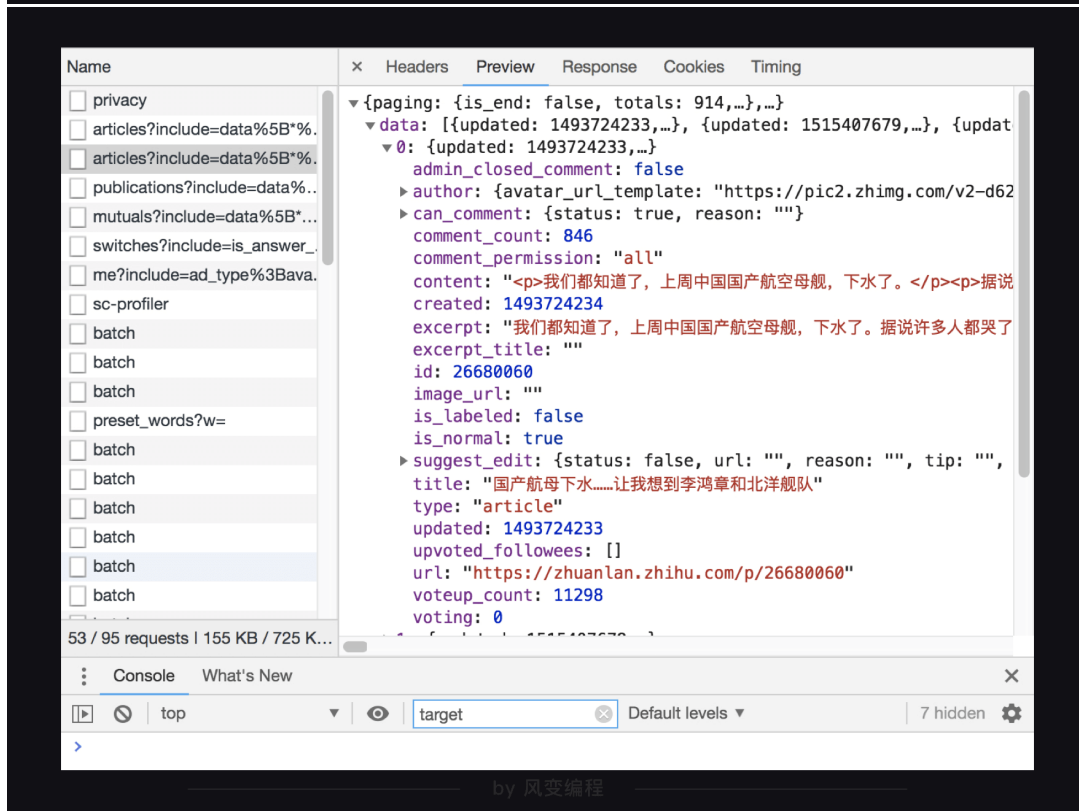 Name
× Headers Preview Response Cookies Timing
privacy
articles?include=data%5B*%.
articles?include=data%5B*%.
publications?include=data%..
mutuals?include=data%5B*...
switches?include=is_answer_.
me?include=ad_type%3Bava.
sc-profiler
batch
batch
batch
preset_words?w=
batch
batch
batch
batch
batch
batch
53 / 95 requests | 155 KB / 725 K...
▼{paging: {is_end: false, totals: 914,…},…}
▼data: [{updated: 1493724233,…}, {updated: 1515407679,…}, {updat
▼0: {updated: 1493724233,…}
admin_closed_comment: false
▶author: {avatar_url_template: "https://pic2.zhimg.com/v2-d62
▶can_comment: {status: true, reason: ""}
comment_count: 846
comment_permission: "all"
content: "<p>我们都知道了，上周中国国产航空母舰，下水了。</p><p>据说
created: 1493724234
excerpt: "我们都知道了，上周中国国产航空母舰，下水了。据说许多人都哭了
excerpt_title: ""
id: 26680060
image_url: ""
is_labeled: false
is_normal: true
▶suggest_edit: {status: false, url: "", reason: "", tip: "",
title: "国产航母下水……让我想到李鸿章和北洋舰队"
type: "article"
updated: 1493724233
upvoted_followees: []
url: "https://zhuanlan.zhihu.com/p/26680060"
voteup_count: 11298
voting: 0
Console What's New
top target Default levels ▼ 7 hidden
>
by 风变编程